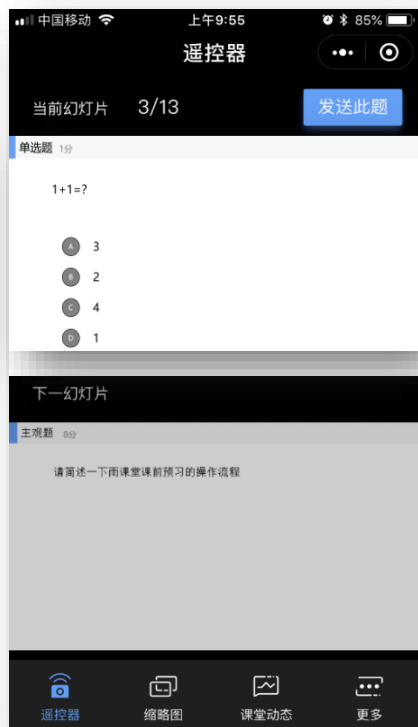 中国移动 上午9:55 85%
遥控器
当前幻灯片 3/13 发送此题
单选题 1分
1+1=?
A 3
B 2
C 4
D 1
下一幻灯片
主观题 8分
请简述一下雨课堂课前预习的操作流程
遥控器 缩略图 课堂动态 更多